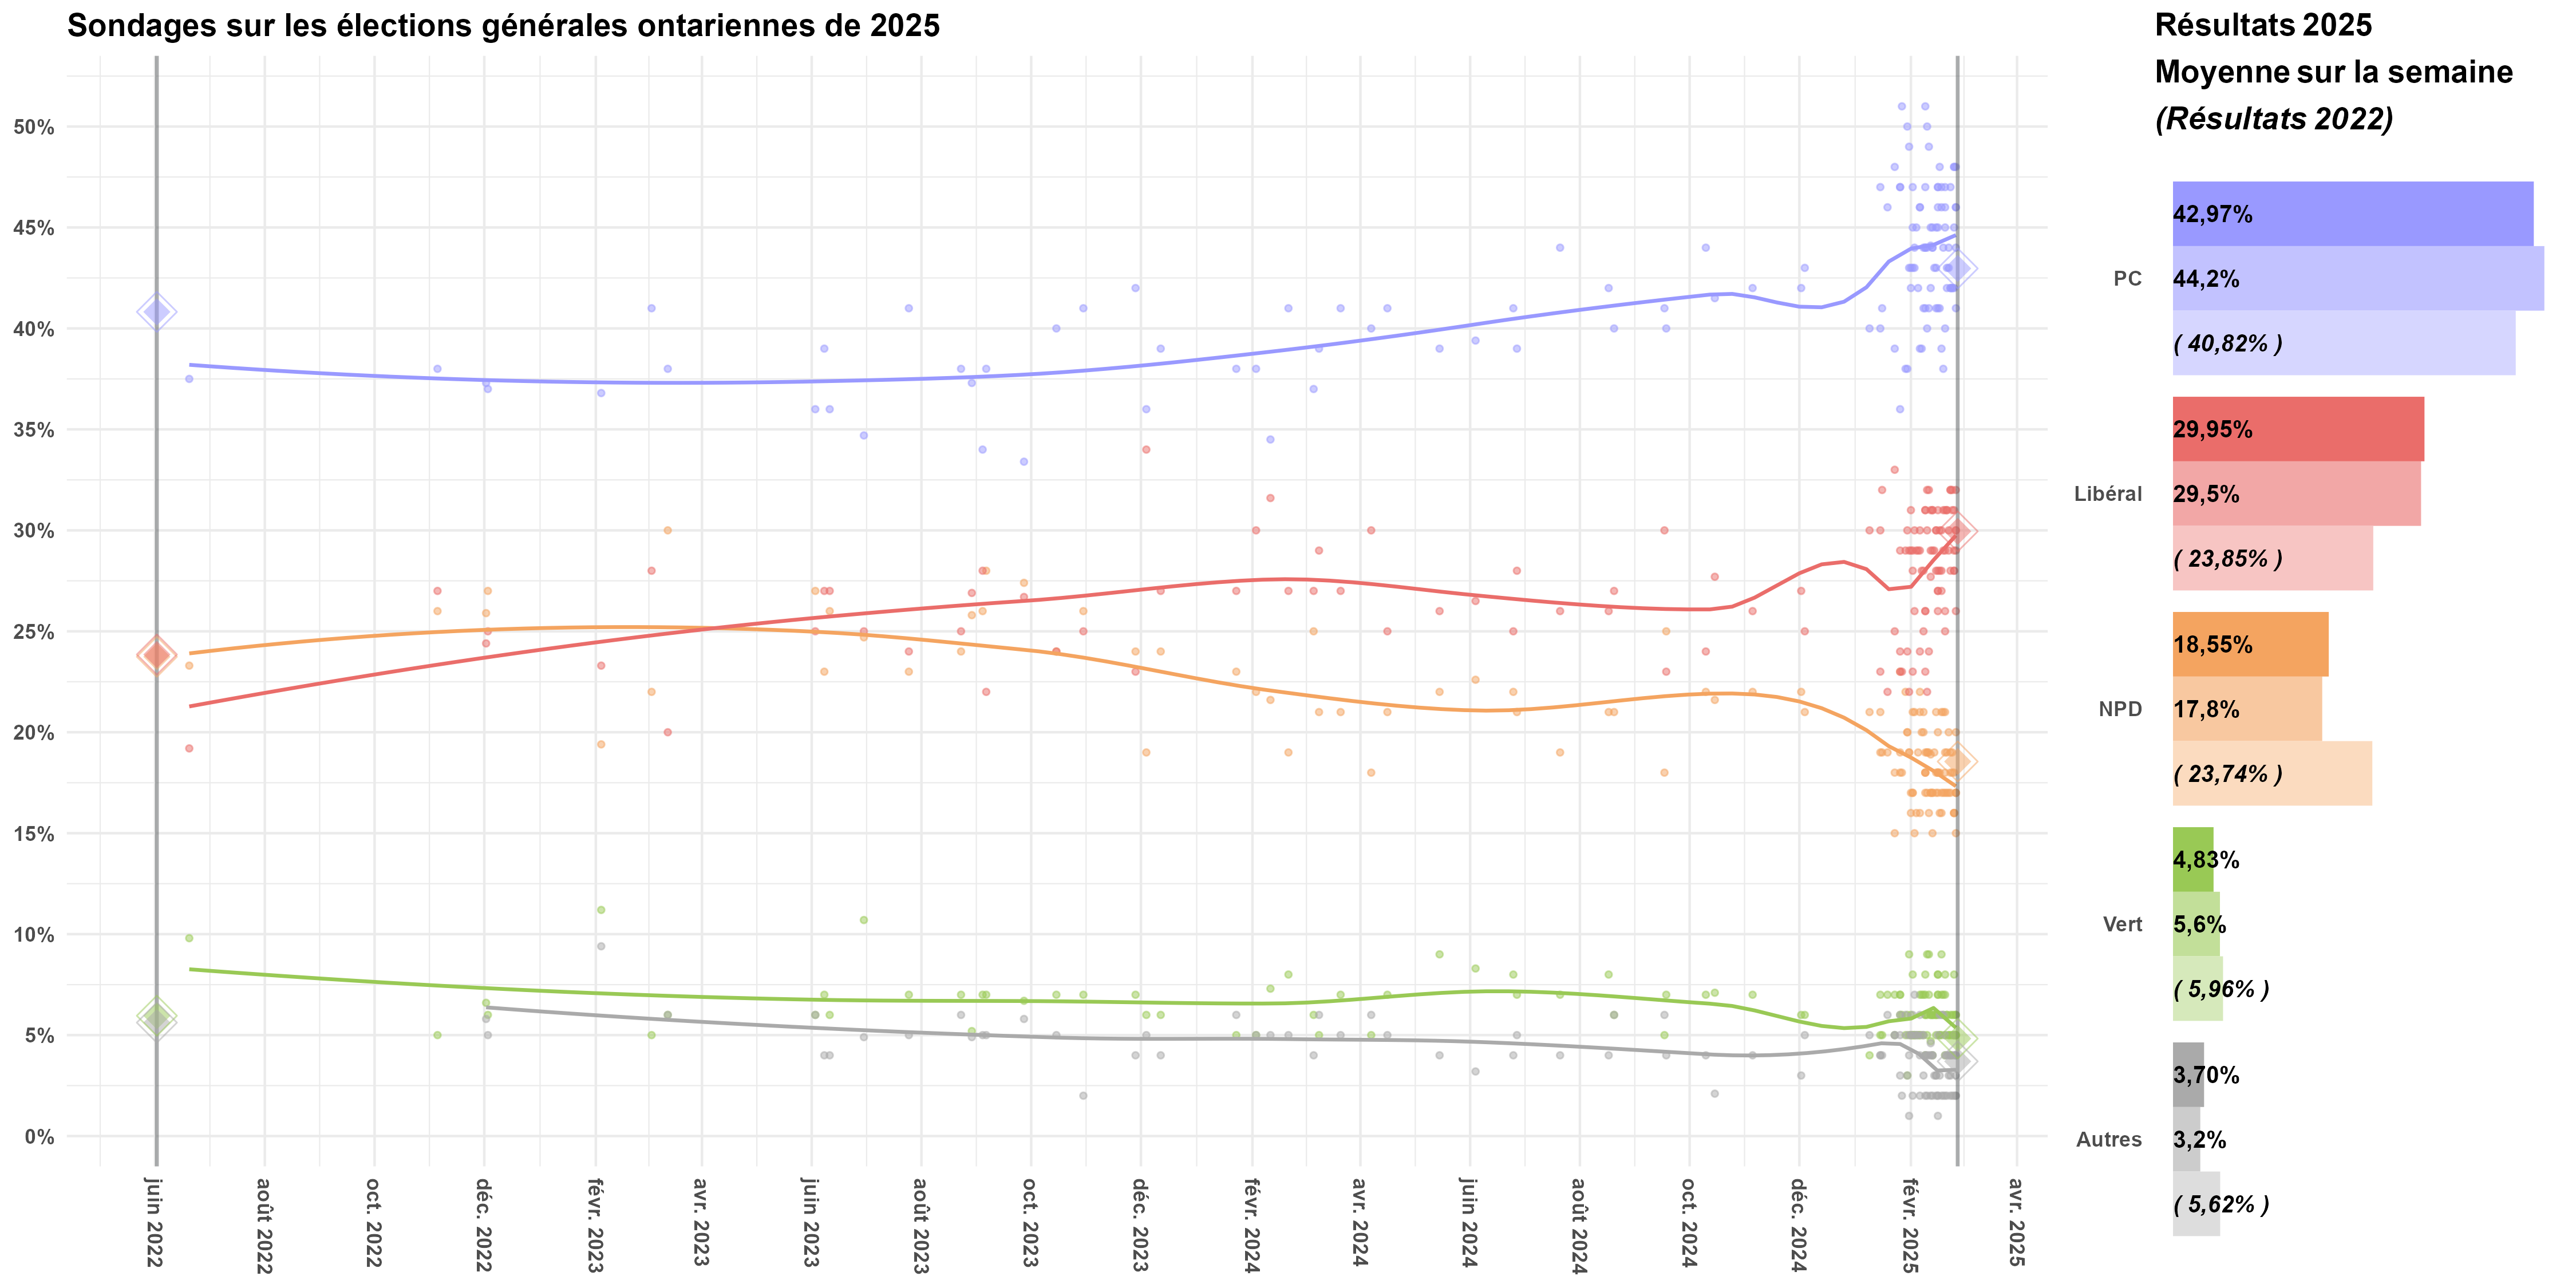 Sondages sur les élections générales ontariennes de 2025
50%
45%
40%
35%
30%
25%
20%
15%
10%
5%
0%
juin 2022
août 2022
oct. 2022
déc. 2022
févr. 2023
avr. 2023
juin 2023
août 2023
oct. 2023
déc. 2023
févr. 2024
avr. 2024
juin 2024
août 2024
oct. 2024
déc. 2024
févr. 2025
avr. 2025
Résultats 2025
Moyenne sur la semaine
(Résultats 2022)
PC
42,97%
44,2%
( 40,82% )
Libéral
29,95%
29,5%
( 23,85% )
NPD
18,55%
17,8%
( 23,74% )
Vert
4,83%
5,6%
( 5,96% )
Autres
3,70%
3,2%
( 5,62% )